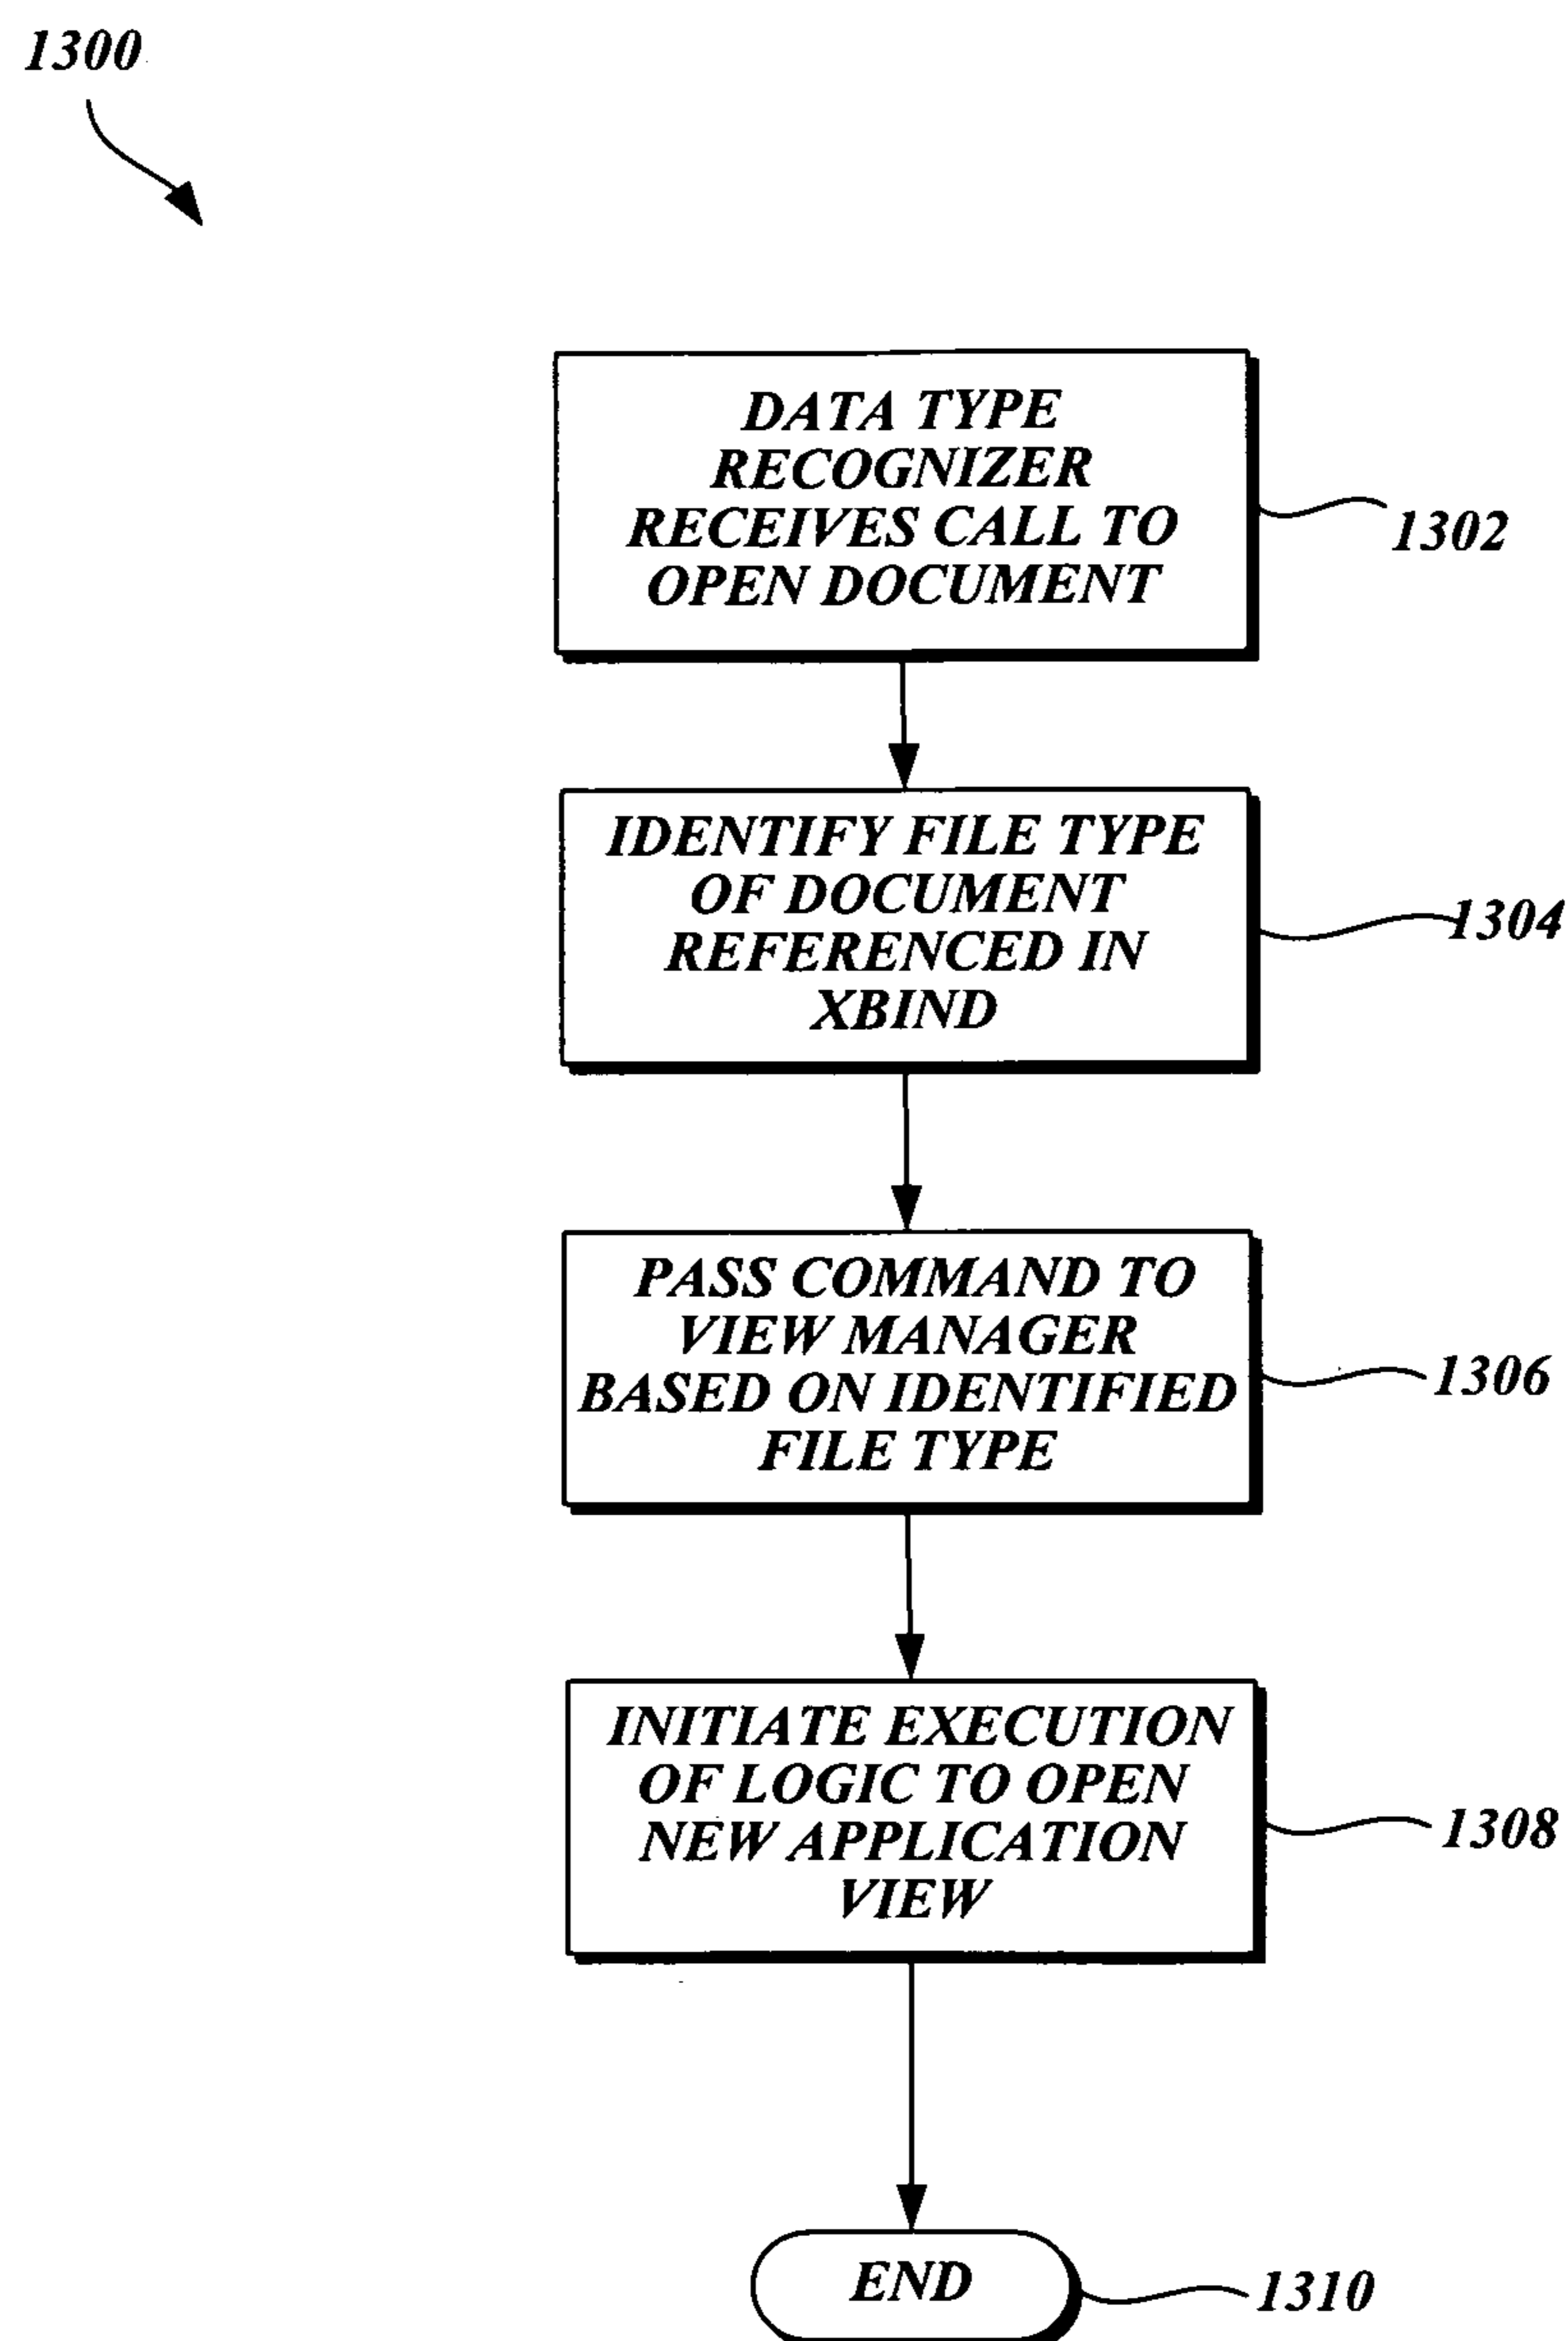 1300
DATA TYPE
RECOGNIZER
RECEIVES CALL TO
OPEN DOCUMENT
1302
IDENTIFY FILE TYPE
OF DOCUMENT
REFERENCED IN
XBIND
1304
PASS COMMAND TO
VIEW MANAGER
BASED ON IDENTIFIED
FILE TYPE
1306
INITIATE EXECUTION
OF LOGIC TO OPEN
NEW APPLICATION
VIEW
1308
END
1310